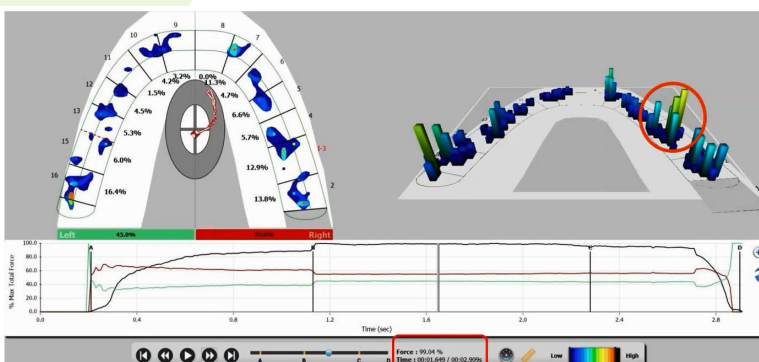 9 8
10 7
11 6
12 5
13 4
15 3
16 2
3.2% 0.0%
4.2% 11.3%
1.5% 4.7%
4.5% 6.6%
5.3% 5.7%
6.0% 12.9%
16.4% 13.8%
Left 45.0% Right
% Max Total Force
100.0
80.0
60.0
40.0
20.0
0.0
A B C D
0.0 0.4 0.8 1.2 1.6 2.0 2.4 2.8
Time (sec)
A B C D
Force : 99.04 %
Time : 00:01.649 / 00:02.909s
Low High